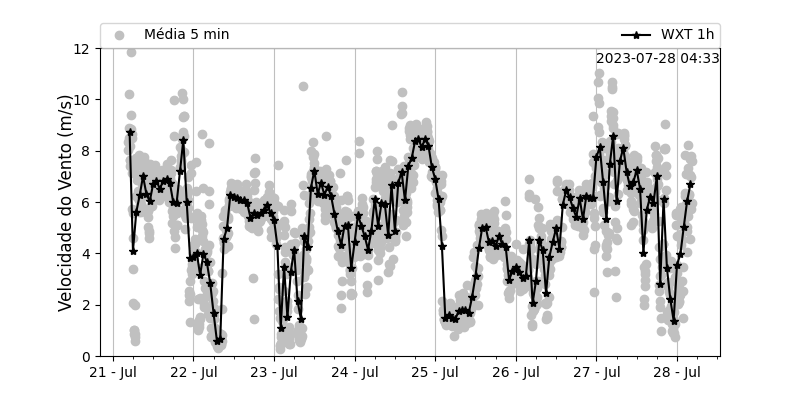 Média 5 min
WXT 1h
2023-07-28 04:33
Velocidade do Vento (m/s)
12
10
8
6
4
2
0
21 - Jul
22 - Jul
23 - Jul
24 - Jul
25 - Jul
26 - Jul
27 - Jul
28 - Jul